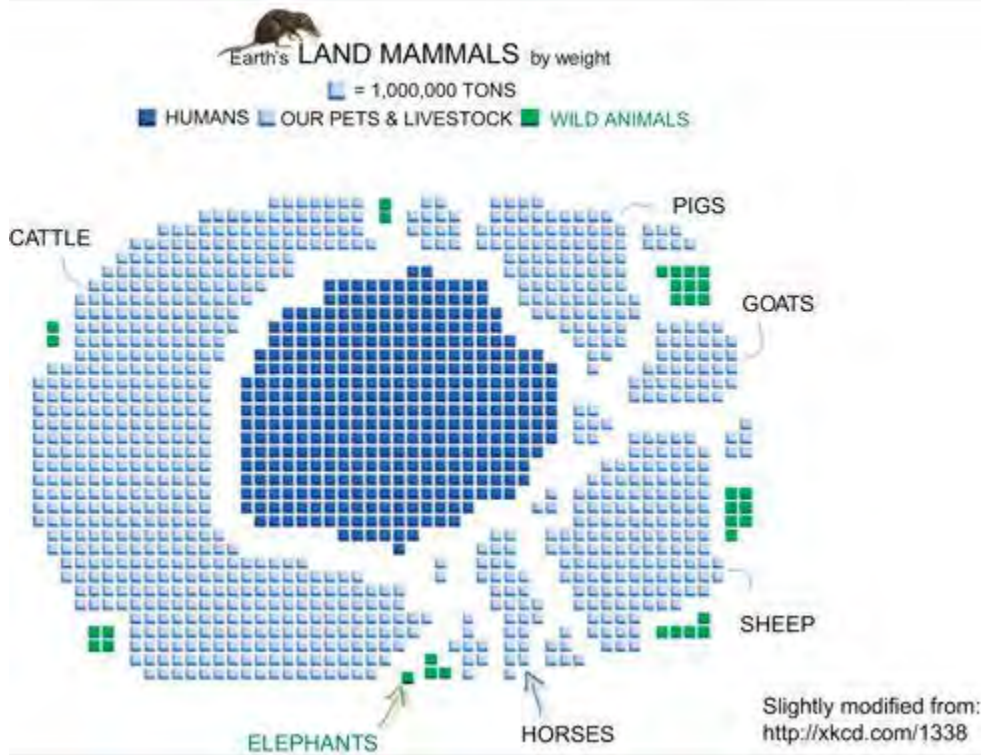 Earth's LAND MAMMALS by weight
= 1,000,000 TONS
HUMANS OUR PETS & LIVESTOCK WILD ANIMALS
PIGS
CATTLE
GOATS
SHEEP
ELEPHANTS
HORSES
Slightly modified from:
http://xkcd.com/1338